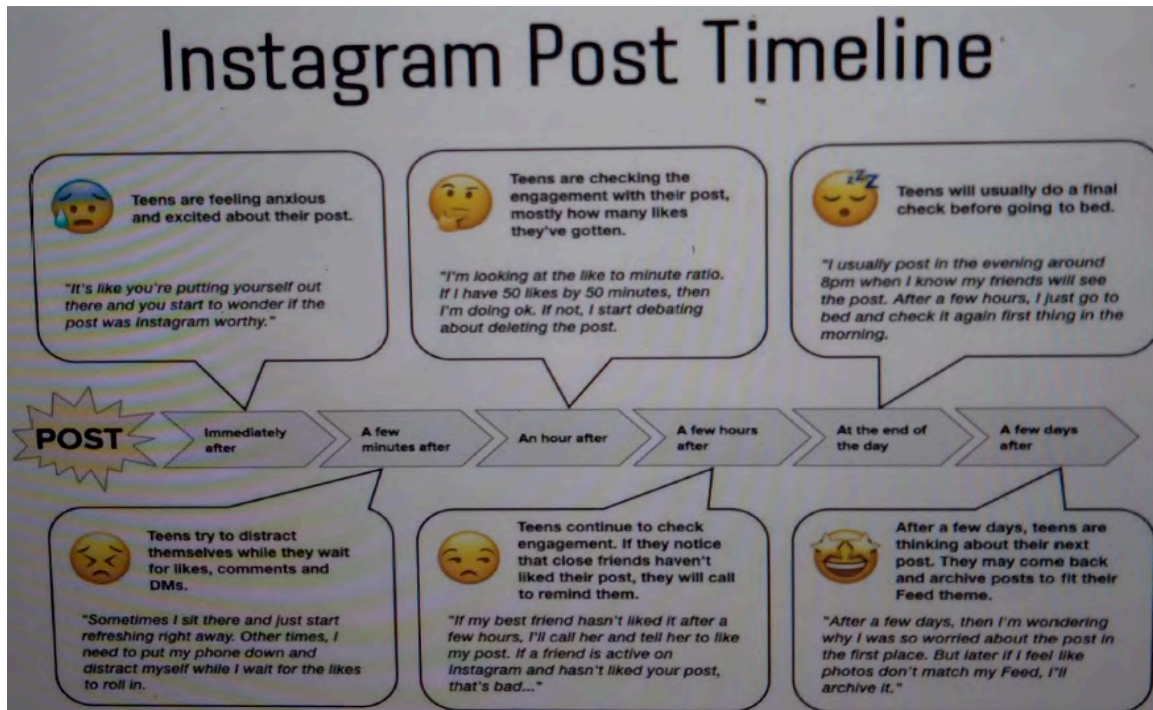 Instagram Post Timeline
Teens are feeling anxious
and excited about their post.
"It's like you're putting yourself out
there and you start to wonder if the
post was Instagram worthy."
Teens are checking the
engagement with their post,
mostly how many likes
they've gotten.
"I'm looking at the like to minute ratio.
If I have 50 likes by 50 minutes, then
I'm doing ok. If not, I start debating
about deleting the post.
Teens will usually do a final
check before going to bed.
"I usually post in the evening around
8pm when I know my friends will see
the post. After a few hours, I just go to
bed and check it again first thing in the
morning.
POST
Immediately
after
A few
minutes after
An hour after
A few hours
after
At the end of
the day
A few days
after
Teens try to distract
themselves while they wait
for likes, comments and
DMs.
"Sometimes I sit there and just start
refreshing right away. Other times, I
need to put my phone down and
distract myself while I wait for the likes
to roll in.
Teens continue to check
engagement. If they notice
that close friends haven't
liked their post, they will call
to remind them.
"If my best friend hasn't liked it after a
few hours, I'll call her and tell her to like
my post. If a friend is active on
Instagram and hasn't liked your post,
that's bad..."
After a few days, teens are
thinking about their next
post. They may come back
and archive posts to fit their
Feed theme.
"After a few days, then I'm wondering
why I was so worried about the post in
the first place. But later if I feel like
photos don't match my Feed, I'll
archive it."